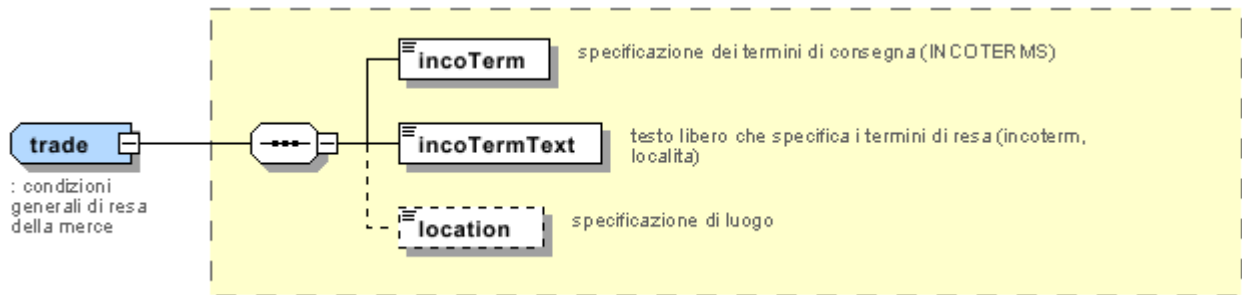 incoTerm
specificazione dei termini di consegna (INCOTERMS)
trade
: condizioni
generali di resa
della merce
incoTermText
testo libero che specifica i termini di resa (incoterm,
localita)
location
specificazione di luogo